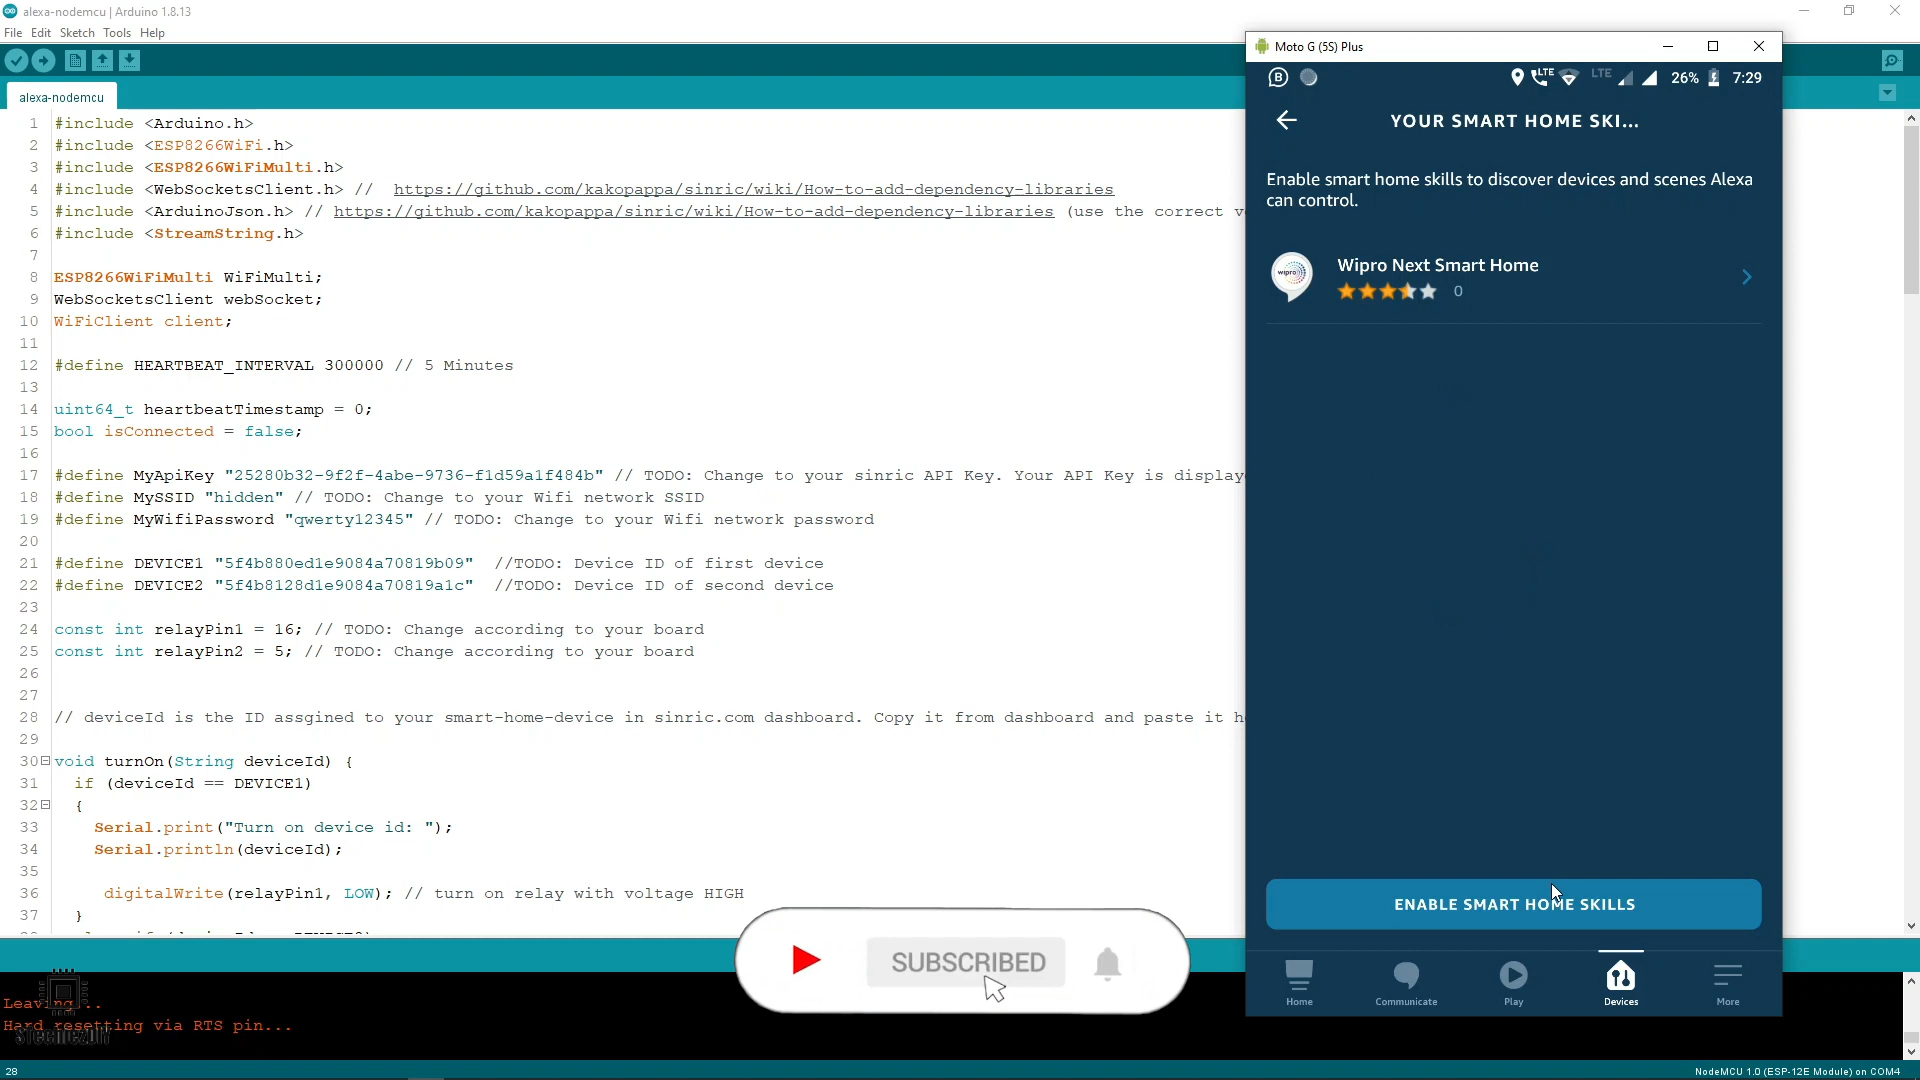 alexa-nodemcu | Arduino 1.8.13
File Edit Sketch Tools Help
alexa-nodemcu
1 #include <Arduino.h>
2 #include <ESP8266WiFi.h>
3 #include <ESP8266WiFiMulti.h>
4 #include <WebSocketsClient.h> // https://github.com/kakopappa/sinric/wiki/How-to-add-dependency-libraries
5 #include <ArduinoJson.h> // https://github.com/kakopappa/sinric/wiki/How-to-add-dependency-libraries (use the correct v
6 #include <StreamString.h>
7
8 ESP8266WiFiMulti WiFiMulti;
9 WebSocketsClient webSocket;
10 WiFiClient client;
11
12 #define HEARTBEAT_INTERVAL 300000 // 5 Minutes
13
14 uint64_t heartbeatTimestamp = 0;
15 bool isConnected = false;
16
17 #define MyApiKey "25280b32-9f2f-4abe-9736-f1d59a1f484b" // TODO: Change to your sinric API Key. Your API Key is display
18 #define MySSID "hidden" // TODO: Change to your Wifi network SSID
19 #define MyWifiPassword "qwerty12345" // TODO: Change to your Wifi network password
20
21 #define DEVICE1 "5f4b880ed1e9084a70819b09" //TODO: Device ID of first device
22 #define DEVICE2 "5f4b8128d1e9084a70819a1c" //TODO: Device ID of second device
23
24 const int relayPin1 = 16; // TODO: Change according to your board
25 const int relayPin2 = 5; // TODO: Change according to your board
26
27
28 // deviceId is the ID assgined to your smart-home-device in sinric.com dashboard. Copy it from dashboard and paste it h
29
30 void turnOn(String deviceId) {
31 if (deviceId == DEVICE1)
32 {
33 Serial.print("Turn on device id: ");
34 Serial.println(deviceId);
35
36 digitalWrite(relayPin1, LOW); // turn on relay with voltage HIGH
37 }
Leaving...
Hard resetting via RTS pin...
28
NodeMCU 1.0 (ESP-12E Module) on COM4
SUBSCRIBED
Moto G (5S) Plus
B LTE LTE 26% 7:29
YOUR SMART HOME SKI...
Enable smart home skills to discover devices and scenes Alexa
can control.
wipro
Wipro Next Smart Home
0
ENABLE SMART HOME SKILLS
Home Communicate Play Devices More